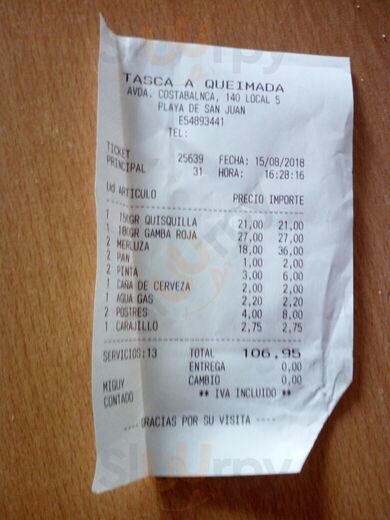 TASCA A QUEIMADA
AVDA. COSTABALNCA, 140 LOCAL 5
PLAYA DE SAN JUAN
E54893441
TEL:
TICKET 25639 FECHA: 15/08/2018
PRINCIPAL 31 HORA: 16:28:16
Ud ARTICULO PRECIO IMPORTE
1 150GR QUISQUILLA 21,00 21,00
1 180GR GAMBA ROJA 27,00 27,00
2 MERLUZA 18,00 36,00
2 PAN 1,00 2,00
2 PINTA 3,00 6,00
1 CAÑA DE CERVEZA 2,00 2,00
1 AGUA GAS 2,20 2,20
2 POSTRES 4,00 8,00
1 CARAJILLO 2,75 2,75
SERVICIOS:13 TOTAL 106,95
ENTREGA 0,00
MIGUY CAMBIO 0,00
CONTADO ** IVA INCLUIDO **
---- GRACIAS POR SU VISITA ----
Sluurpy